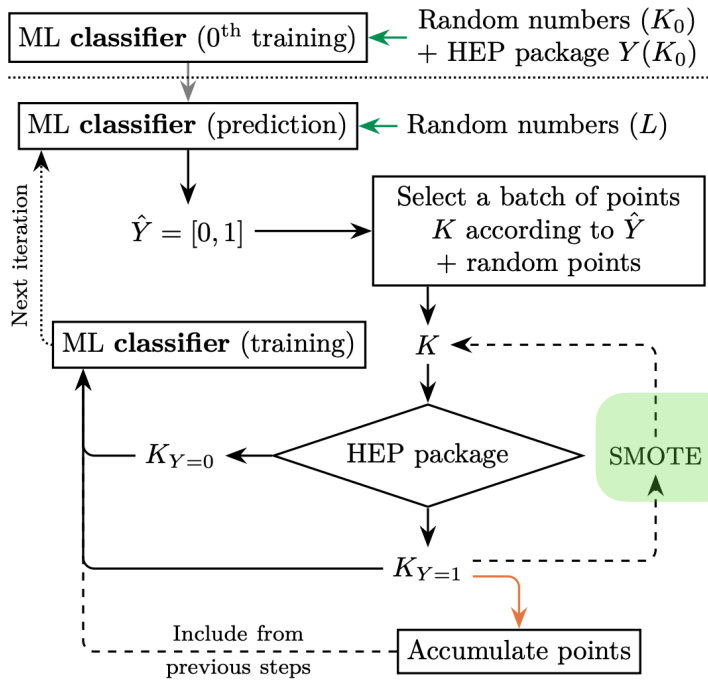 ML classifier (0th training)
Random numbers (K0)
+ HEP package Y(K0)
ML classifier (prediction)
Random numbers (L)
Next iteration
Ŷ = [0, 1]
Select a batch of points
K according to Ŷ
+ random points
ML classifier (training)
K
KY=0
HEP package
SMOTE
KY=1
Include from
previous steps
Accumulate points